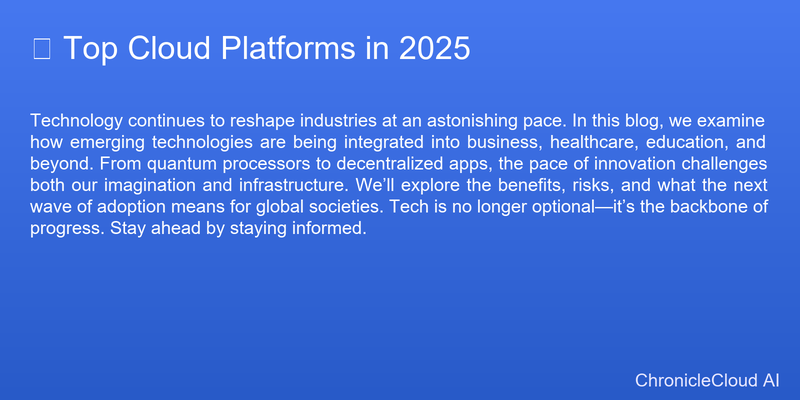 Top Cloud Platforms in 2025
Technology continues to reshape industries at an astonishing pace. In this blog, we examine
how emerging technologies are being integrated into business, healthcare, education, and
beyond. From quantum processors to decentralized apps, the pace of innovation challenges
both our imagination and infrastructure. We’ll explore the benefits, risks, and what the next
wave of adoption means for global societies. Tech is no longer optional—it’s the backbone of
progress. Stay ahead by staying informed.
ChronicleCloud AI